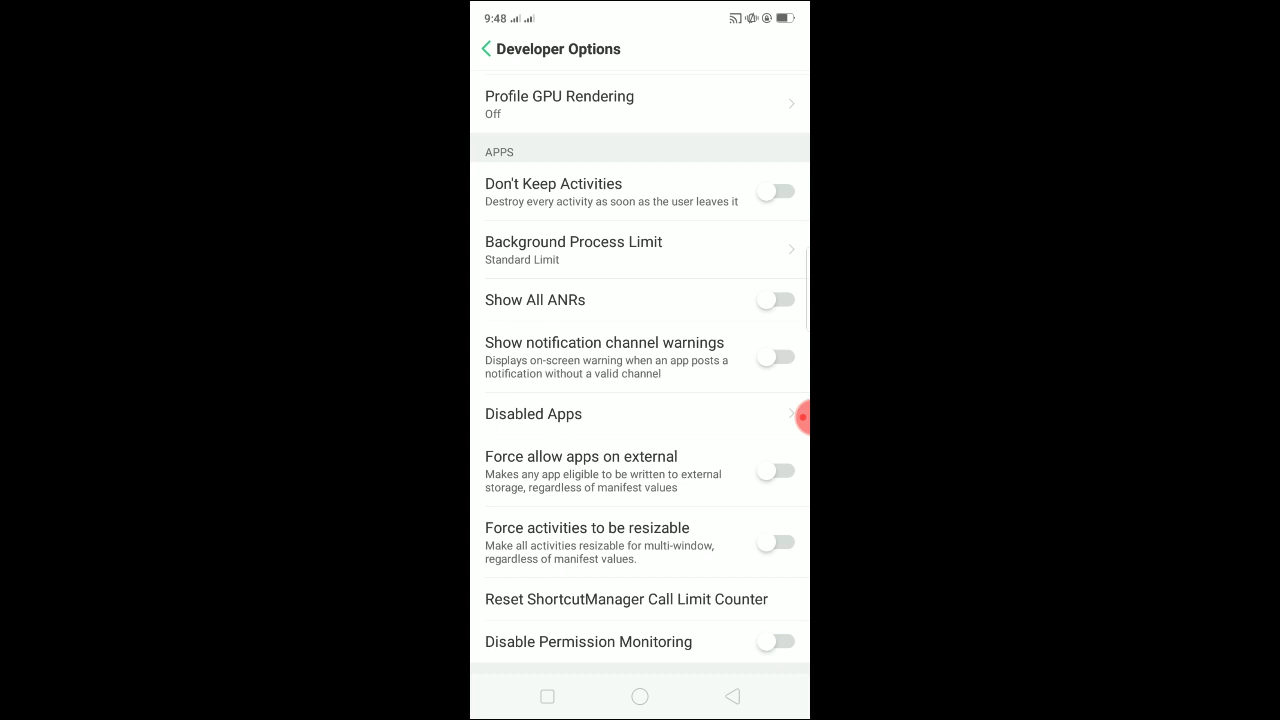 9:48
Developer Options
Profile GPU Rendering
Off
APPS
Don't Keep Activities
Destroy every activity as soon as the user leaves it
Background Process Limit
Standard Limit
Show All ANRs
Show notification channel warnings
Displays on-screen warning when an app posts a
notification without a valid channel
Disabled Apps
Force allow apps on external
Makes any app eligible to be written to external
storage, regardless of manifest values
Force activities to be resizable
Make all activities resizable for multi-window,
regardless of manifest values.
Reset ShortcutManager Call Limit Counter
Disable Permission Monitoring